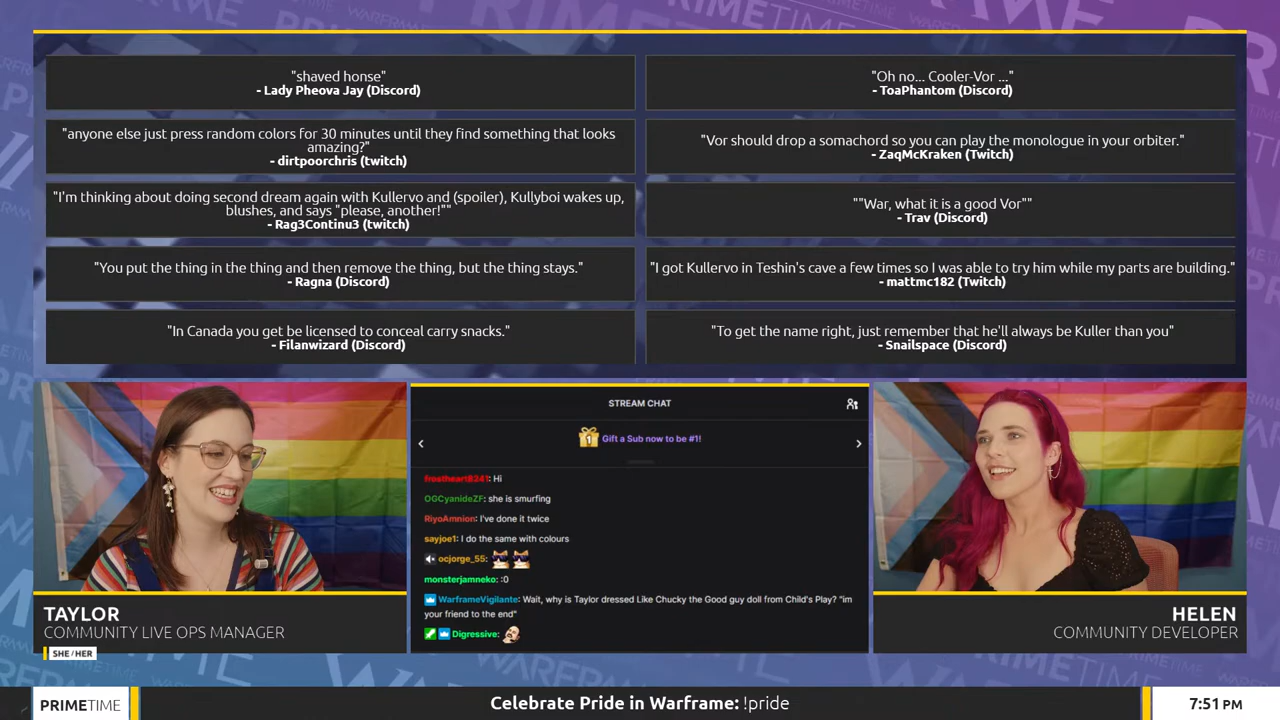 "shaved honse"
- Lady Pheova Jay (Discord)
"anyone else just press random colors for 30 minutes until they find something that looks
amazing?"
- dirtpoorchris (twitch)
"I'm thinking about doing second dream again with Kullervo and (spoiler), Kullyboi wakes up,
blushes, and says "please, another!""
- Rag3Continu3 (twitch)
"You put the thing in the thing and then remove the thing, but the thing stays."
- Ragna (Discord)
"In Canada you get be licensed to conceal carry snacks."
- Filanwizard (Discord)
"Oh no... Cooler-Vor ..."
- ToaPhantom (Discord)
"Vor should drop a somachord so you can play the monologue in your orbiter."
- ZaqMcKraken (Twitch)
""War, what it is a good Vor""
- Trav (Discord)
"I got Kullervo in Teshin's cave a few times so I was able to try him while my parts are building."
- mattmc182 (Twitch)
"To get the name right, just remember that he'll always be Kuller than you"
- Snailspace (Discord)
TAYLOR
COMMUNITY LIVE OPS MANAGER
SHE/HER
STREAM CHAT
1 Gift a Sub now to be #1!
frostheart8241: Hi
OGCyanideZF: she is smurfing
RiyoAmnion: I've done it twice
sayjoe1: I do the same with colours
ocjorge_55:
monsterjamneko: :0
WarframeVigilante: Wait, why is Taylor dressed Like Chucky the Good guy doll from Child's Play? "im
your friend to the end"
Digressive:
HELEN
COMMUNITY DEVELOPER
PRIMETIME
Celebrate Pride in Warframe: !pride
7:51 PM